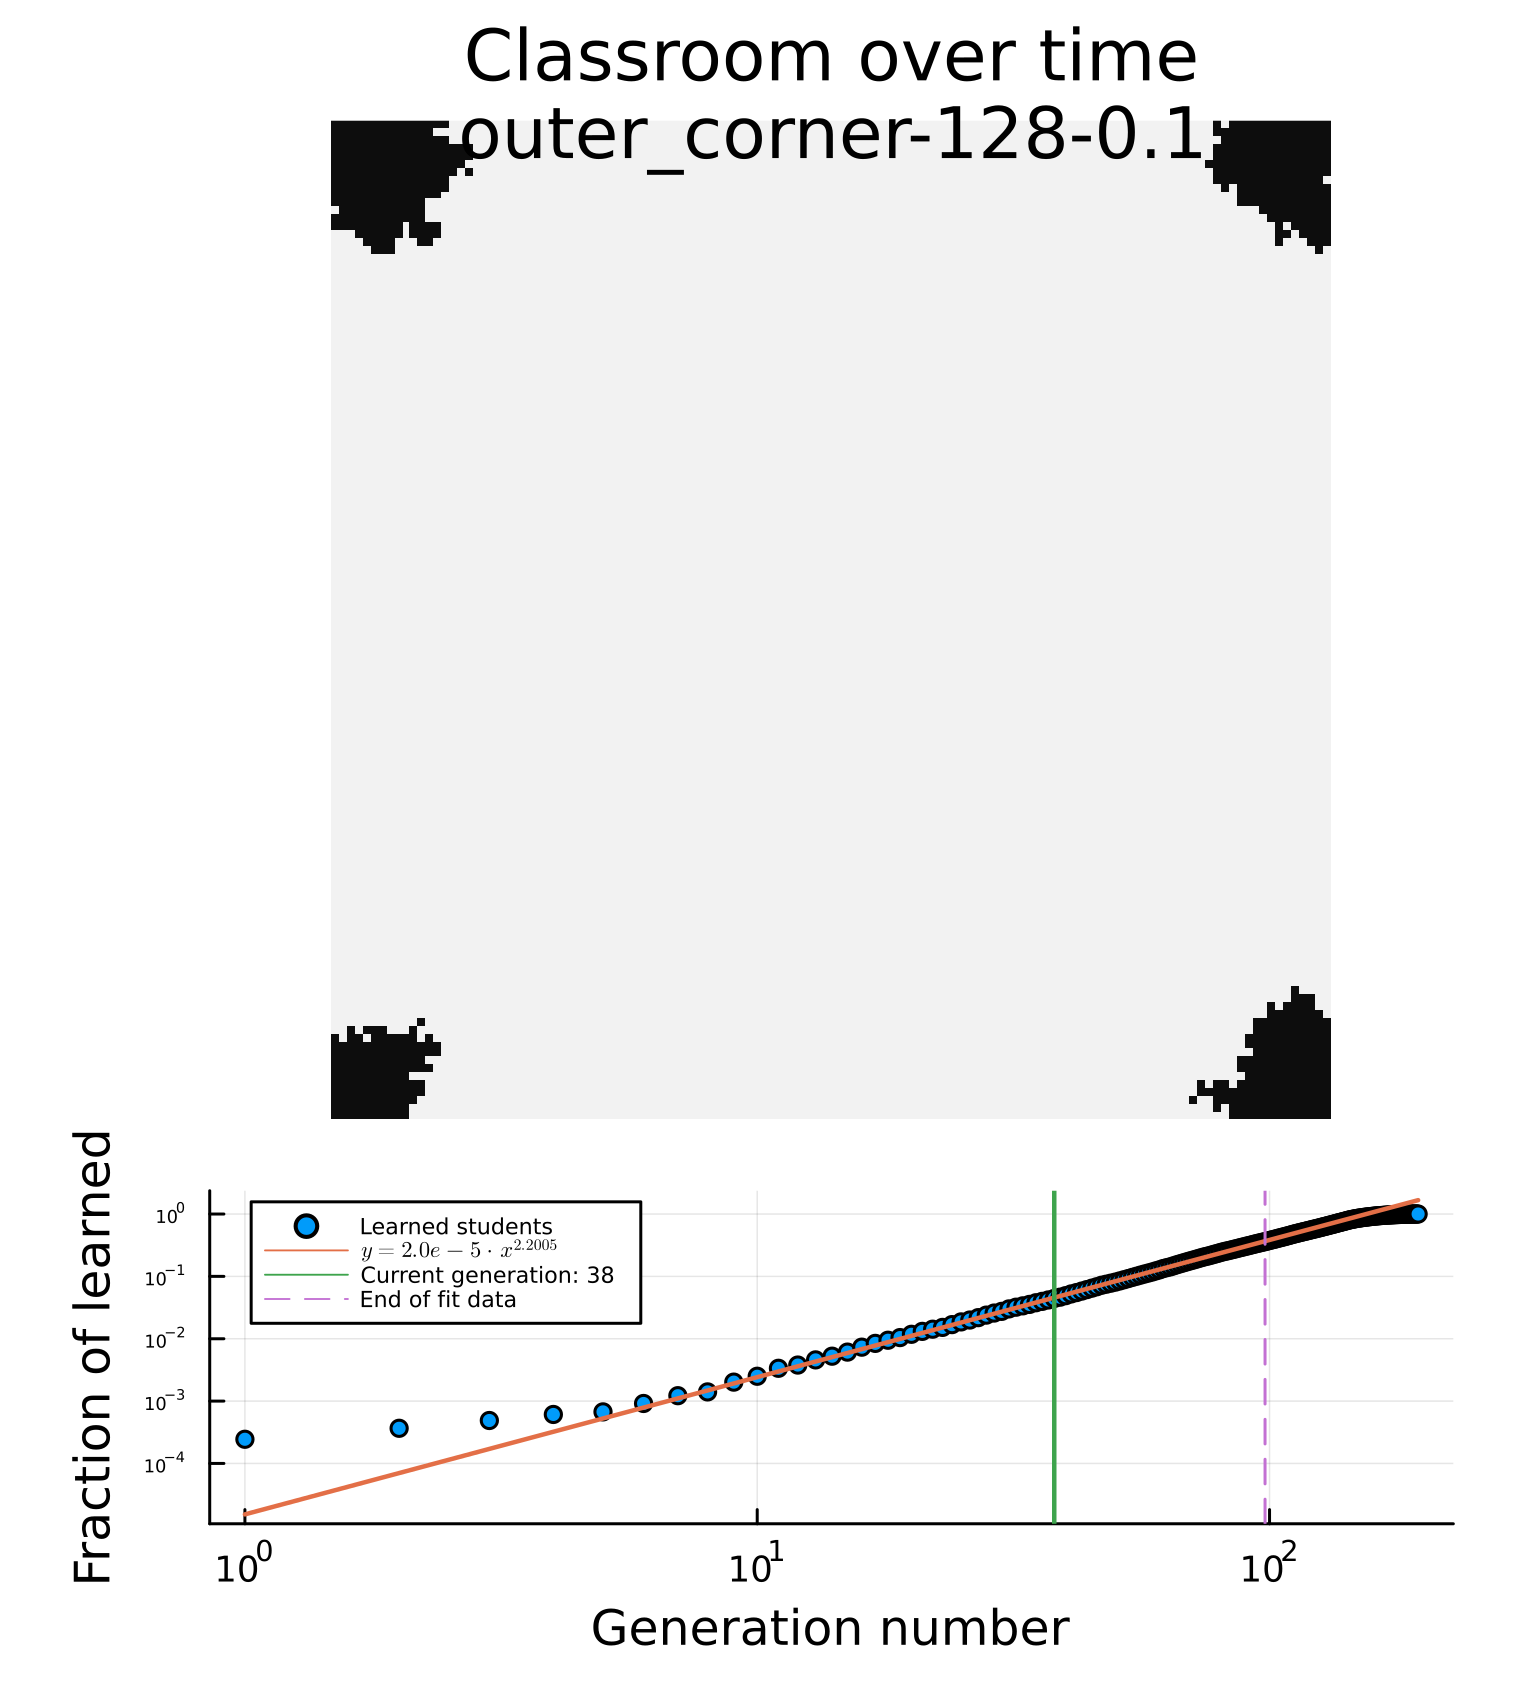 Classroom over time
outer_corner-128-0.1
Fraction of learned
10^0
10^−1
10^−2
10^−3
10^−4
Learned students
y = 2.0e − 5 · x^2.2005
Current generation: 38
End of fit data
10^0 10^1 10^2
Generation number